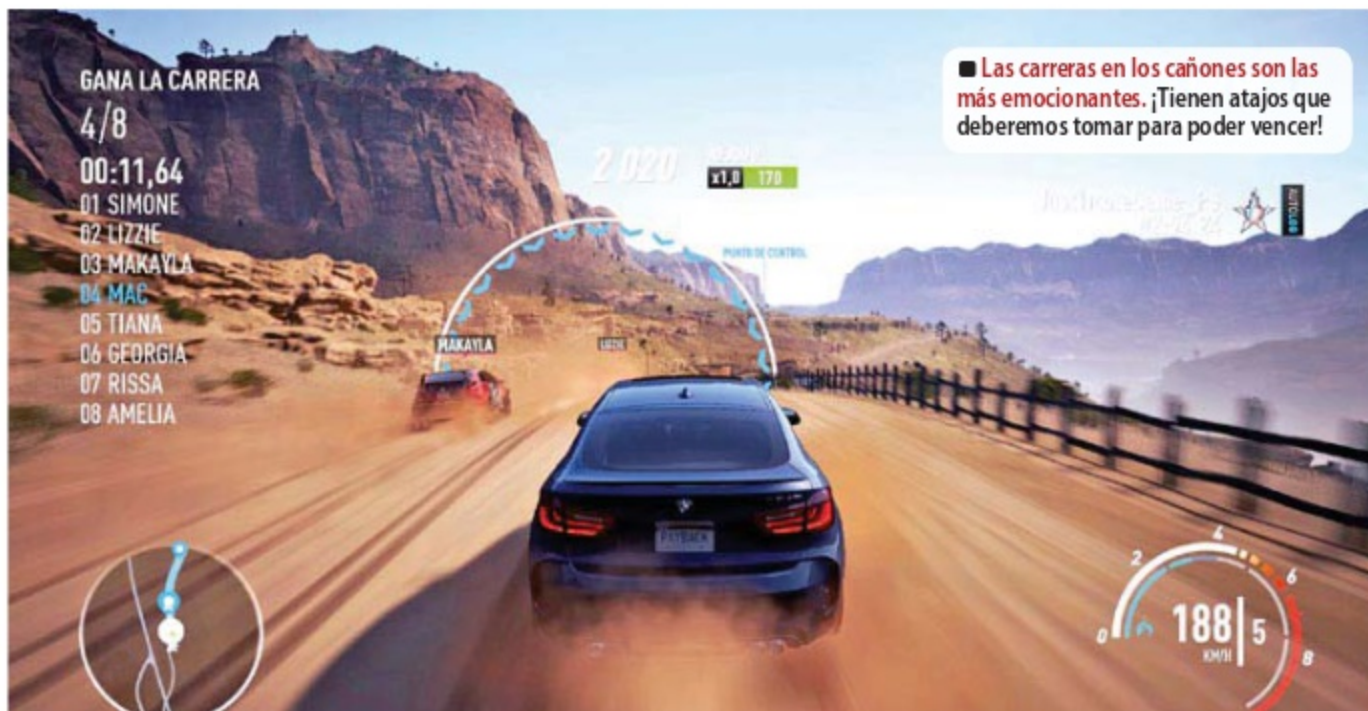 GANA LA CARRERA
4/8
00:11,64
01 SIMONE
02 LIZZIE
03 MAKAYLA
04 MAC
05 TIANA
06 GEORGIA
07 RISSA
08 AMELIA
■ Las carreras en los cañones son las
más emocionantes. ¡Tienen atajos que
deberemos tomar para poder vencer!
2 020
x1,0 170
AUTOLOG
PUNTO DE CONTROL
MAKAYLA
LIZZIE
PAYBACK
0 2 4 6 8
188 5
KM/H